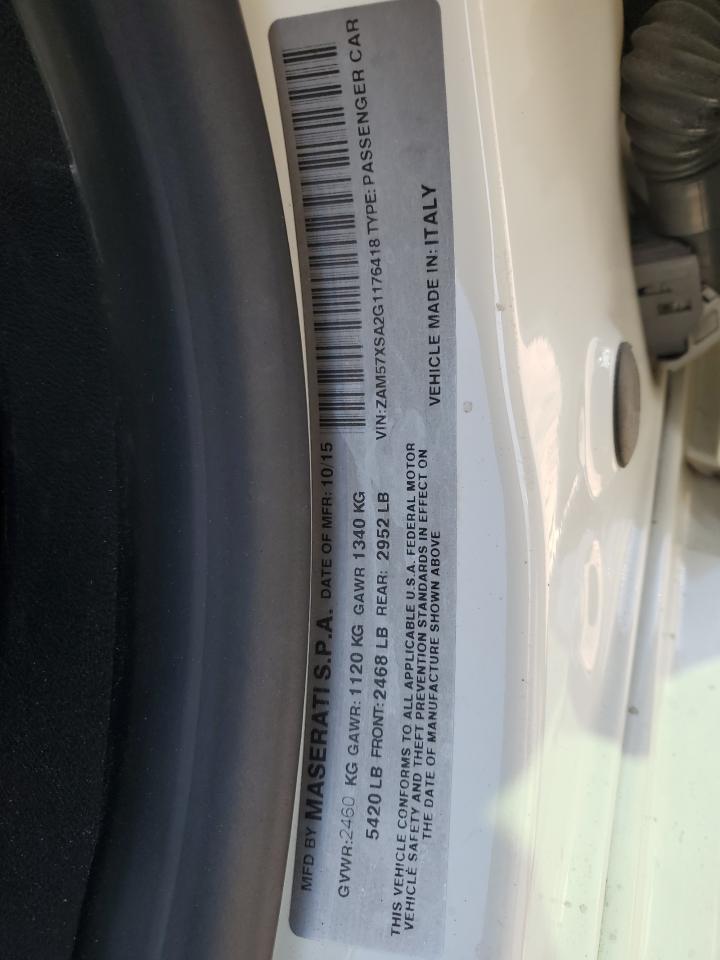 MFD BY MASERATI S.P.A. DATE OF MFR: 10/15
GVWR:2460 KG GAWR: 1120 KG GAWR 1340 KG
5420 LB FRONT: 2468 LB REAR: 2952 LB
VIN:ZAM57XSA2G1176418 TYPE: PASSENGER CAR
THIS VEHICLE CONFORMS TO ALL APPLICABLE U.S.A. FEDERAL MOTOR
VEHICLE SAFETY AND THEFT PREVENTION STANDARDS IN EFFECT ON
THE DATE OF MANUFACTURE SHOWN ABOVE
VEHICLE MADE IN: ITALY